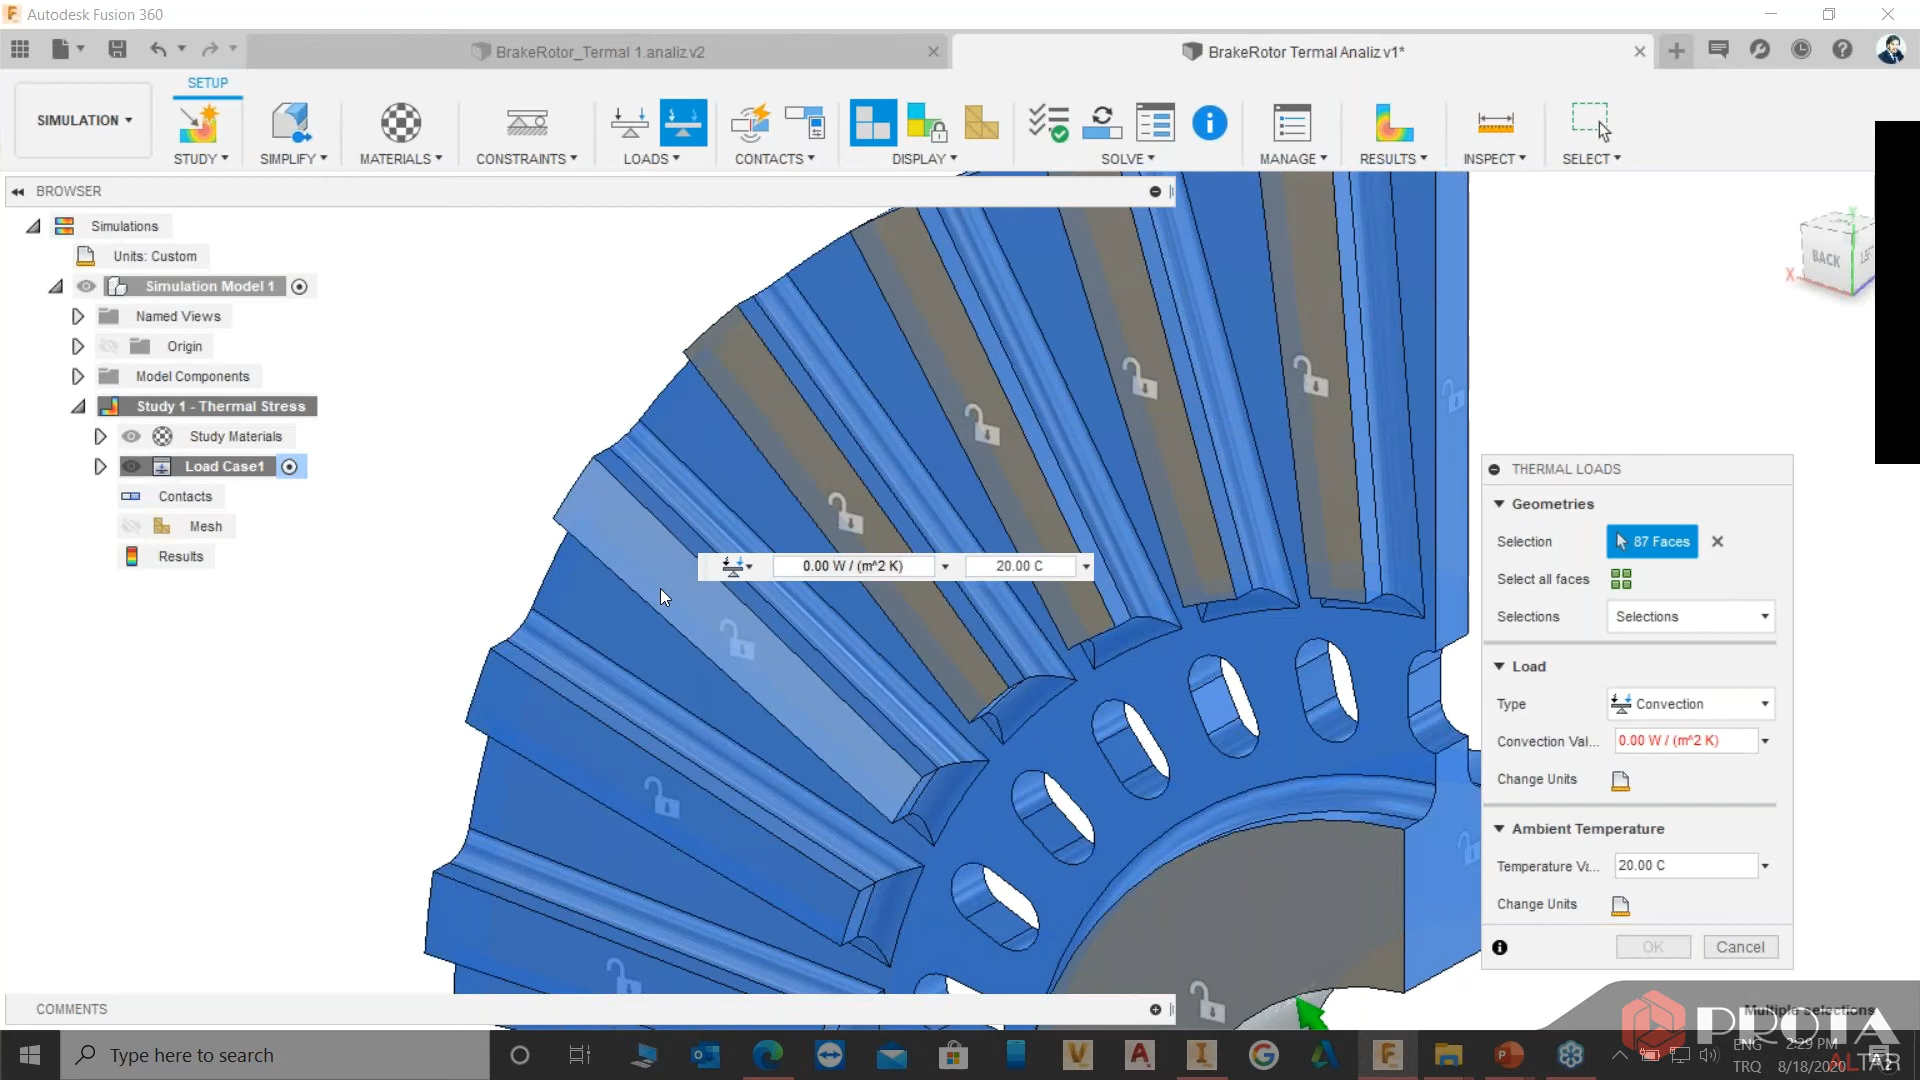 Autodesk Fusion 360
BrakeRotor_Termal 1.analiz v2
BrakeRotor Termal Analiz v1*
SETUP
SIMULATION
STUDY
SIMPLIFY
MATERIALS
CONSTRAINTS
LOADS
CONTACTS
DISPLAY
SOLVE
MANAGE
RESULTS
INSPECT
SELECT
BROWSER
Simulations
Units: Custom
Simulation Model 1
Named Views
Origin
Model Components
Study 1 - Thermal Stress
Study Materials
Load Case1
Contacts
Mesh
Results
BACK
X
Y
0.00 W / (m^2 K)
20.00 C
THERMAL LOADS
Geometries
Selection
87 Faces
Select all faces
Selections
Selections
Load
Type
Convection
Convection Val...
0.00 W / (m^2 K)
Change Units
Ambient Temperature
Temperature Va...
20.00 C
Change Units
OK
Cancel
COMMENTS
Multiple selections
PROTA
ALTAR
Type here to search
ENG
TRQ
2:29 PM
8/18/2020